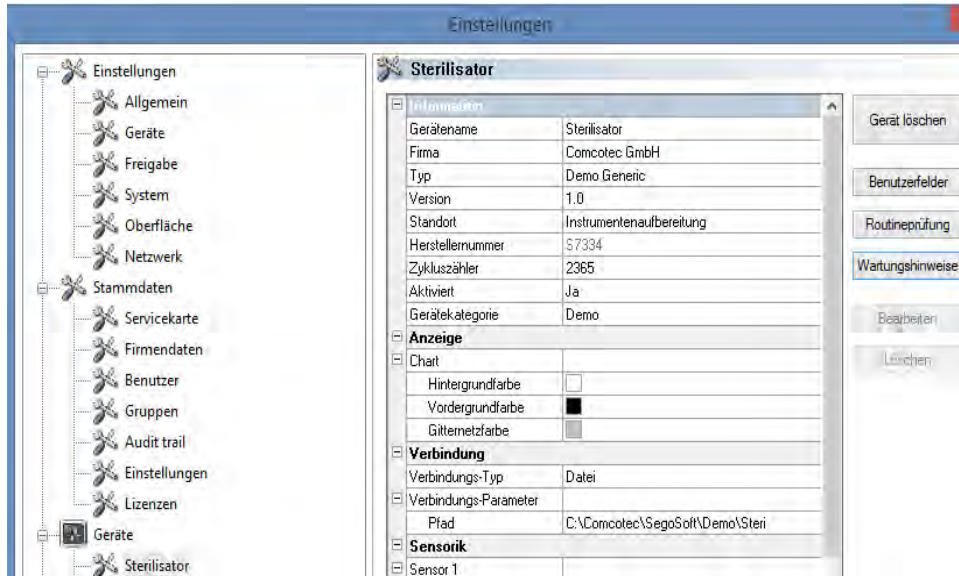 Einstellungen
Einstellungen
Allgemein
Geräte
Freigabe
System
Oberfläche
Netzwerk
Stammdaten
Servicekarte
Firmendaten
Benutzer
Gruppen
Audit trail
Einstellungen
Lizenzen
Geräte
Sterilisator
Sterilisator
Information
Gerätename Sterilisator
Firma Comcotec GmbH
Typ Demo Generic
Version 1.0
Standort Instrumentenaufbereitung
Herstellernummer S7334
Zykluszähler 2365
Aktiviert Ja
Gerätekategorie Demo
Anzeige
Chart
Hintergrundfarbe
Vordergrundfarbe
Gitternetzfarbe
Verbindung
Verbindungs-Typ Datei
Verbindungs-Parameter
Pfad C:\Comcotec\SegoSoft\Demo\Steri
Sensorik
Sensor 1
Gerät löschen
Benutzerfelder
Routineprüfung
Wartungshinweise
Bearbeiten
Löschen